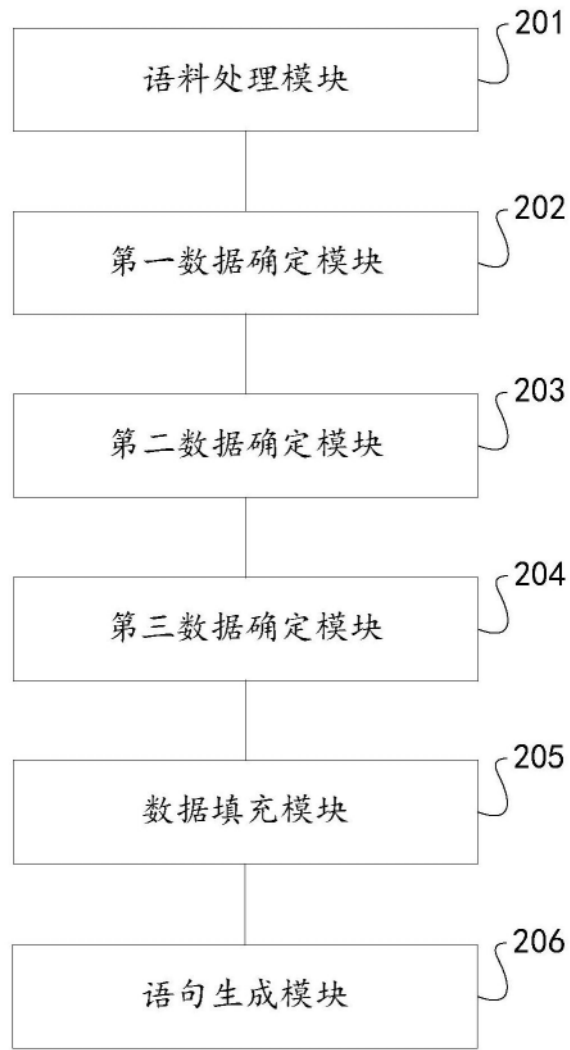 201
语料处理模块
202
第一数据确定模块
203
第二数据确定模块
204
第三数据确定模块
205
数据填充模块
206
语句生成模块